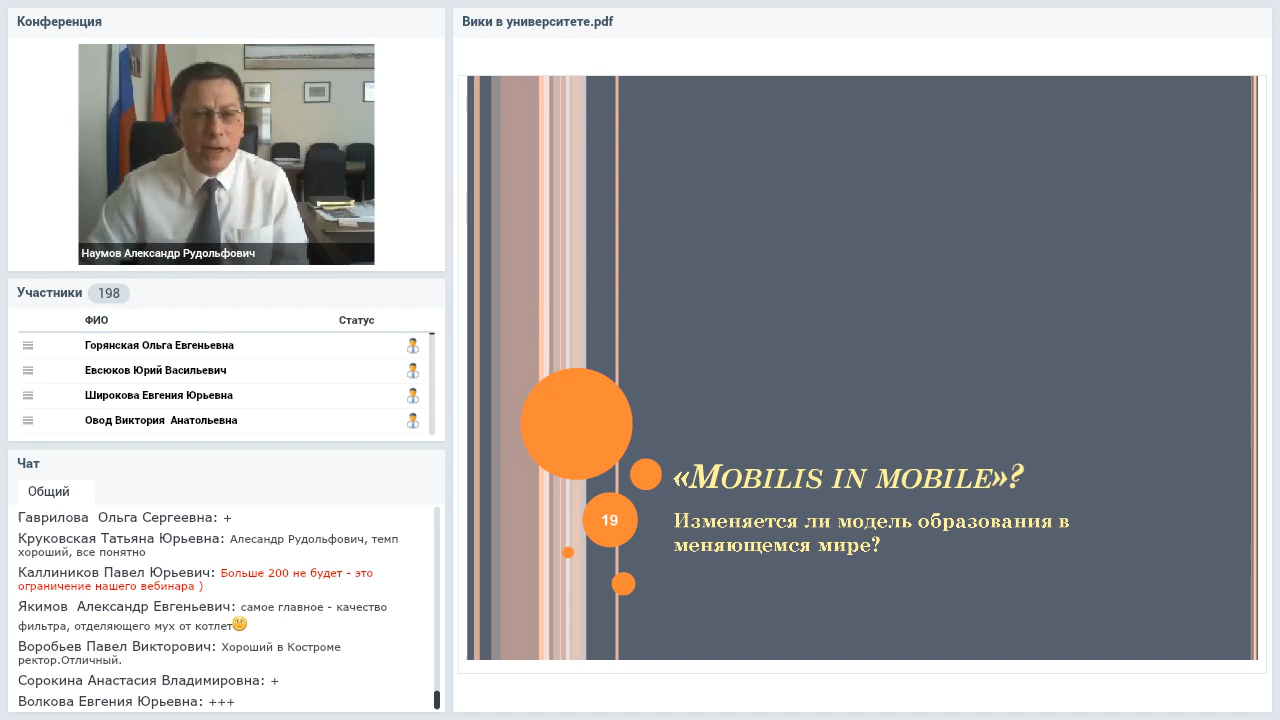 Конференция
Наумов Александр Рудольфович
Участники 198
ФИО Статус
Горянская Ольга Евгеньевна
Евсюков Юрий Васильевич
Широкова Евгения Юрьевна
Овод Виктория Анатольевна
Чат
Общий
Гаврилова Ольга Сергеевна: +
Круковская Татьяна Юрьевна: Алесандр Рудольфович, темп
хороший, все понятно
Каллиников Павел Юрьевич: Больше 200 не будет - это
ограничение нашего вебинара )
Якимов Александр Евгеньевич: самое главное - качество
фильтра, отделяющего мух от котлет
Воробьев Павел Викторович: Хороший в Костроме
ректор.Отличный.
Сорокина Анастасия Владимировна: +
Волкова Евгения Юрьевна: +++
Вики в университете.pdf
«MOBILIS IN MOBILE»?
19
Изменяется ли модель образования в
меняющемся мире?